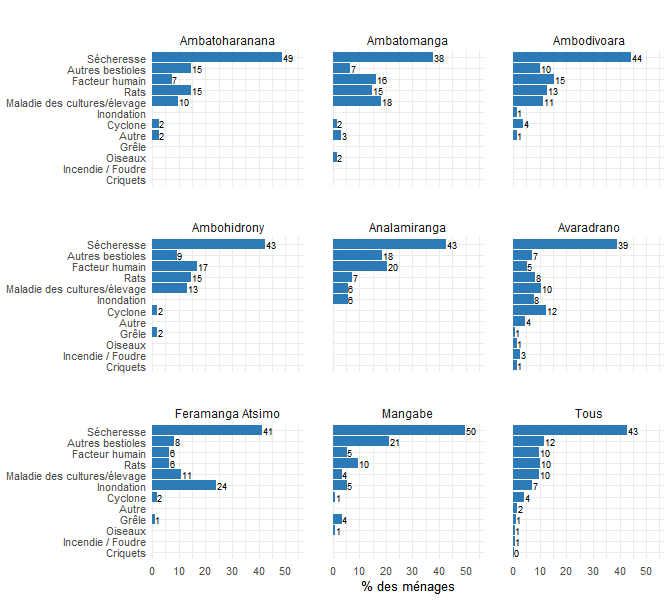 Ambatoharanana Ambatomanga Ambodivoara
Sécheresse 49 38 44
Autres bestioles 15 7 10
Facteur humain 7 16 15
Rats 15 15 13
Maladie des cultures/élevage 10 18 11
Inondation 1
Cyclone 2 2 4
Autre 2 3 1
Grêle
Oiseaux 2
Incendie / Foudre
Criquets
Ambohidrony Analamiranga Avaradrano
Sécheresse 43 43 39
Autres bestioles 9 18 7
Facteur humain 17 20 5
Rats 15 7 8
Maladie des cultures/élevage 13 6 10
Inondation 6 8
Cyclone 2 12
Autre 4
Grêle 2 1
Oiseaux 1
Incendie / Foudre 3
Criquets 1
Feramanga Atsimo Mangabe Tous
Sécheresse 41 50 43
Autres bestioles 8 21 12
Facteur humain 6 5 10
Rats 6 10 10
Maladie des cultures/élevage 11 4 10
Inondation 24 5 7
Cyclone 2 1 4
Autre 2
Grêle 1 4 1
Oiseaux 1 1
Incendie / Foudre 1
Criquets 0
0 10 20 30 40 50 0 10 20 30 40 50 0 10 20 30 40 50
% des ménages